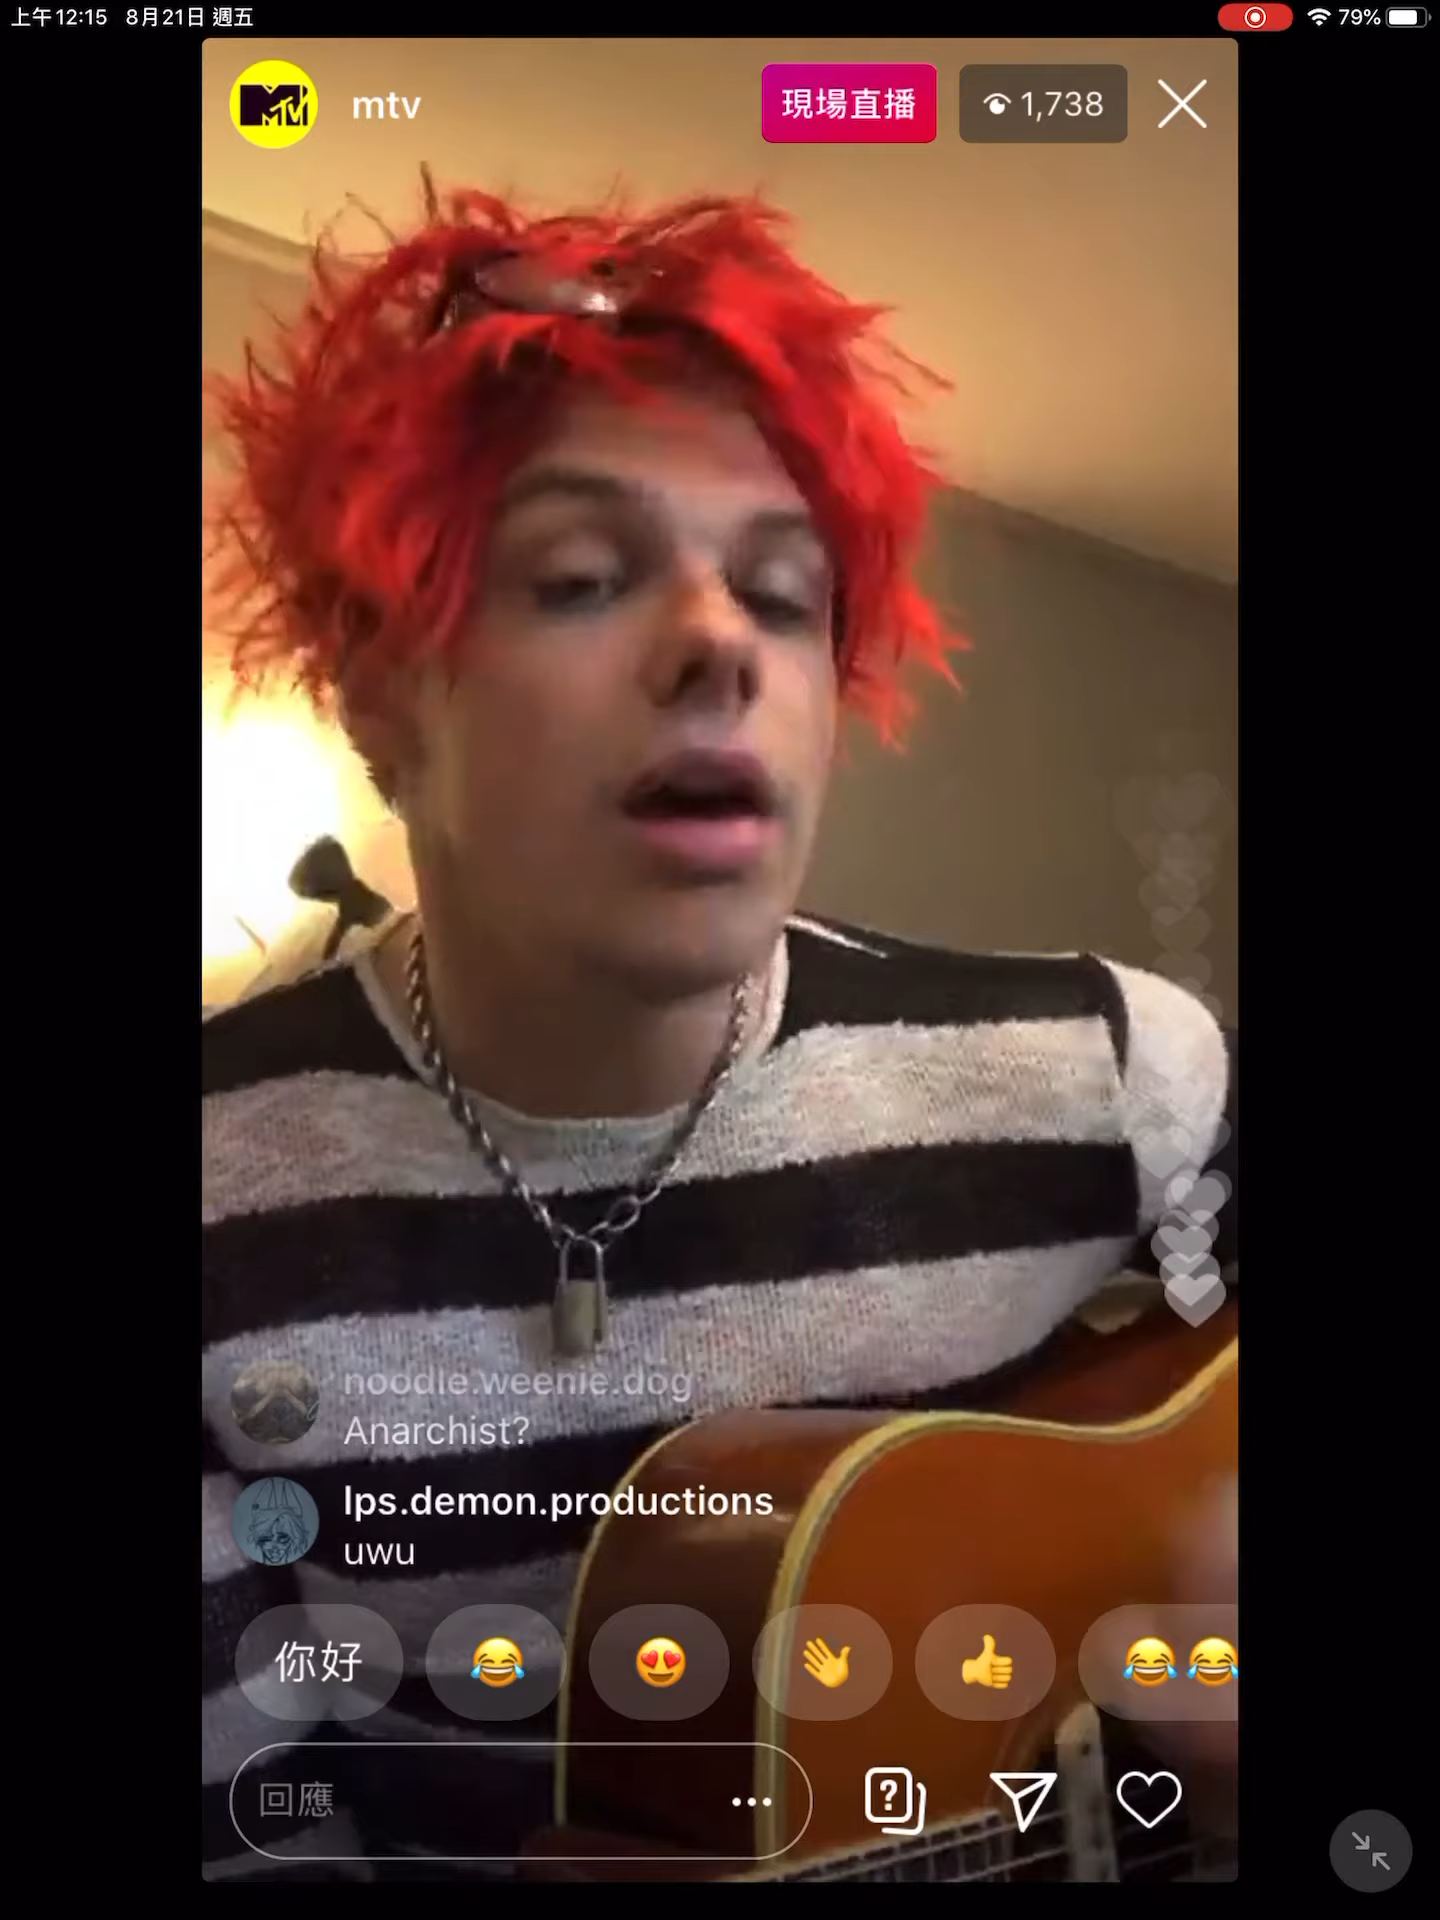 上午12:15 8月21日 週五
79%
mtv
現場直播
1,738
noodle.weenie.dog
Anarchist?
lps.demon.productions
uwu
你好
回應